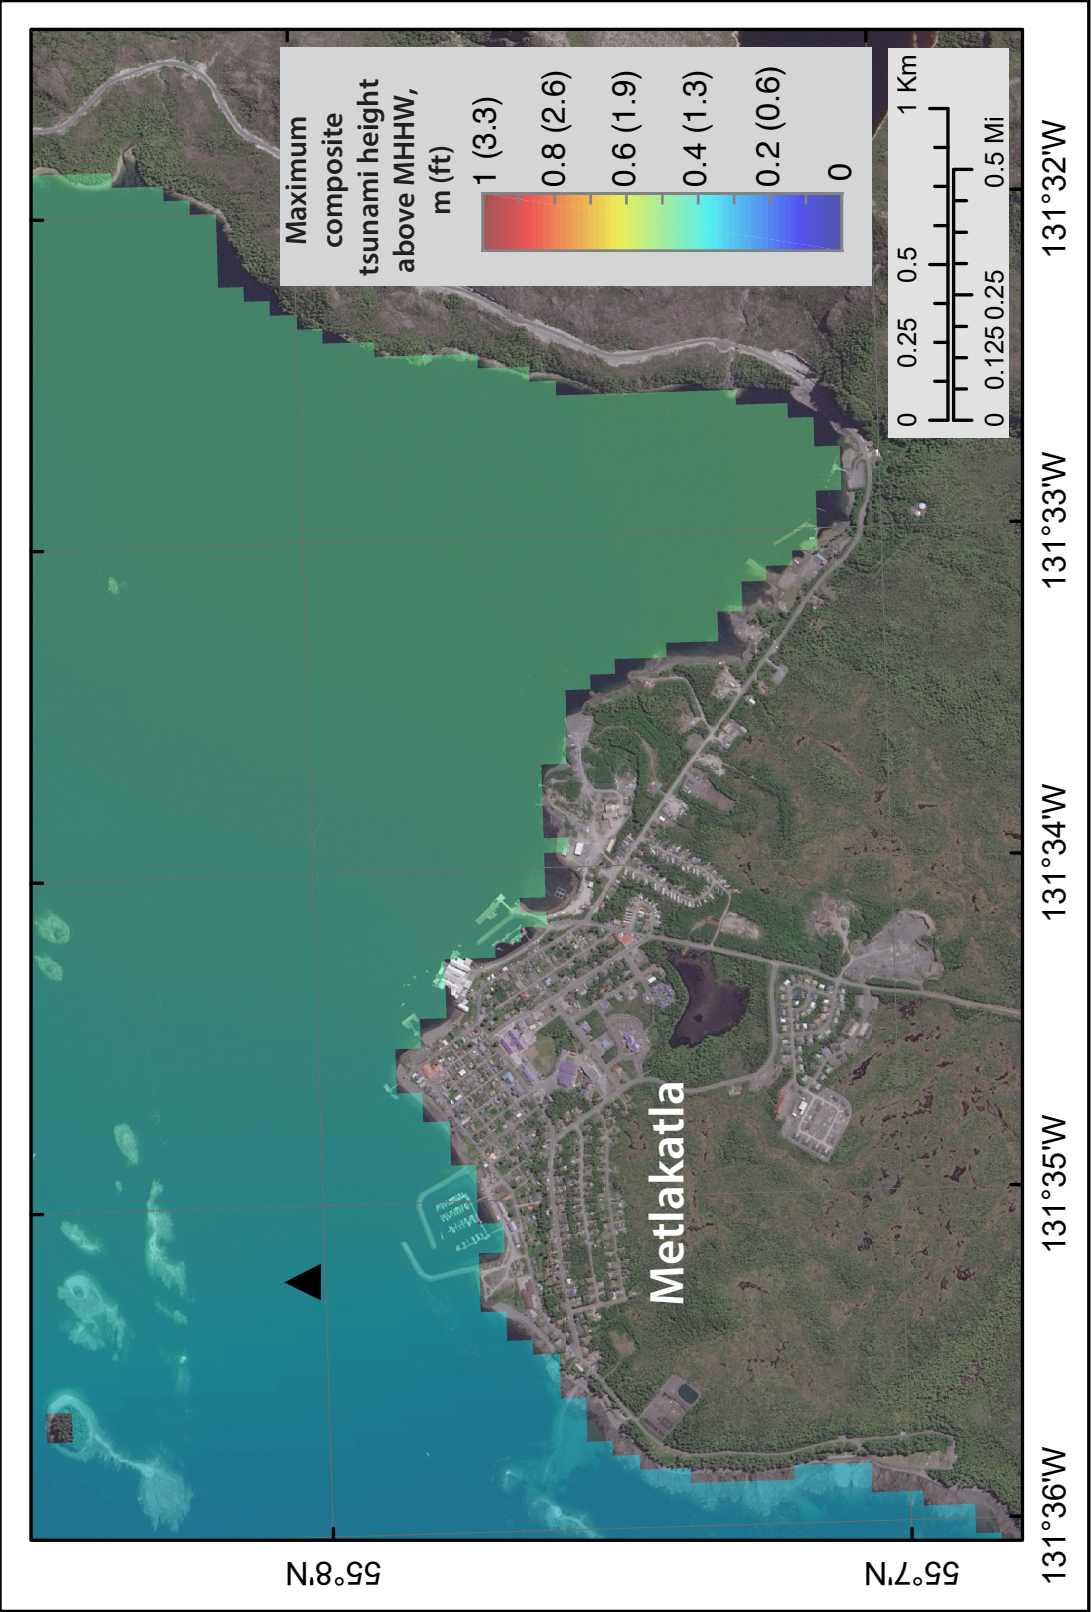 Maximum
composite
tsunami height
above MHHW,
m (ft)
1 (3.3)
0.8 (2.6)
0.6 (1.9)
0.4 (1.3)
0.2 (0.6)
0
0 0.25 0.5 1 Km
0 0.125 0.25 0.5 Mi
Metlakatla
55°8'N
55°7'N
131°36'W
131°35'W
131°34'W
131°33'W
131°32'W